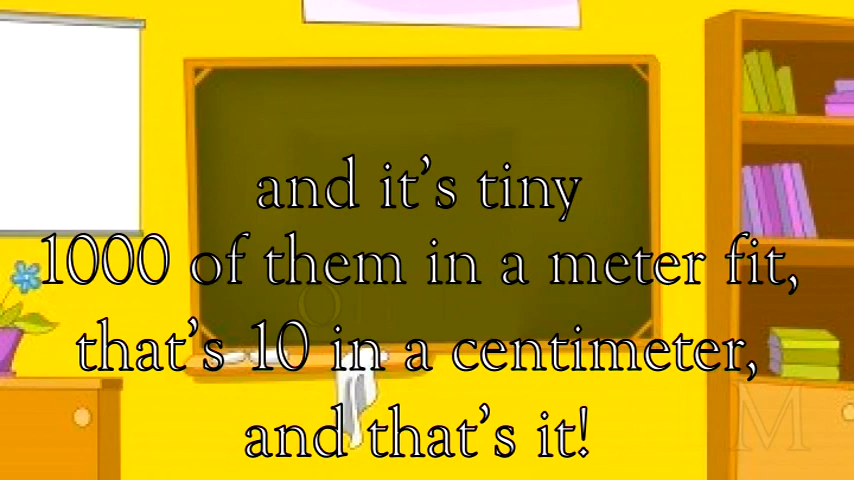 and it's tiny
1000 of them in a meter fit,
that's 10 in a centimeter,
and that's it!
M